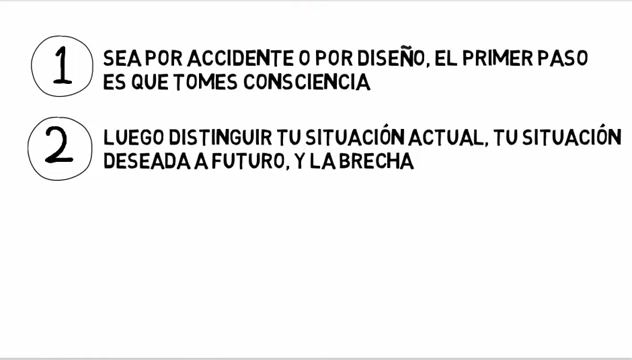 1 SEA POR ACCIDENTE O POR DISEÑO, EL PRIMER PASO
ES QUE TOMES CONSCIENCIA
2 LUEGO DISTINGUIR TU SITUACIÓN ACTUAL, TU SITUACIÓN
DESEADA A FUTURO, Y LA BRECHA